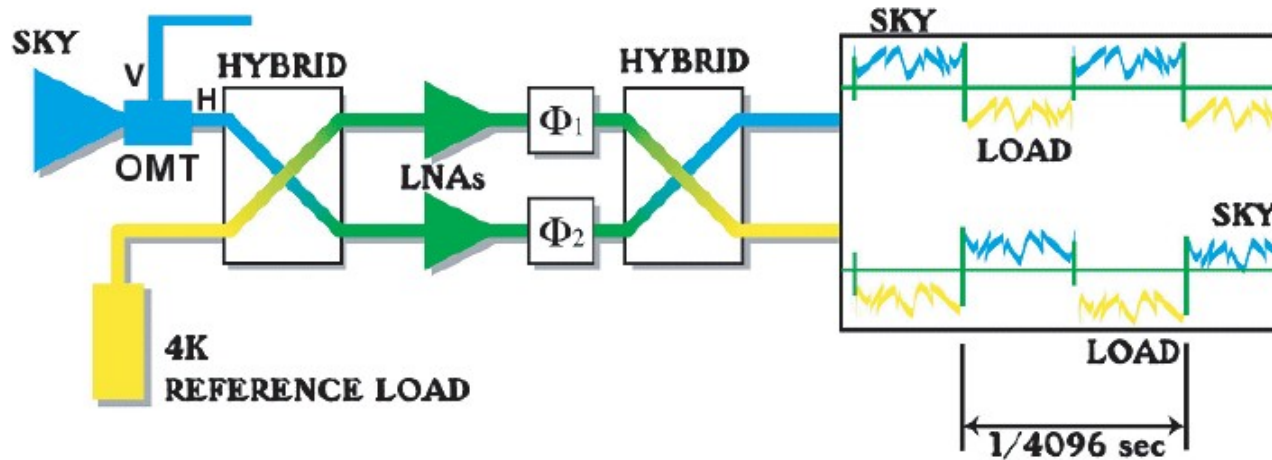 SKY
V
H
OMT
HYBRID
LNAs
Φ1
Φ2
HYBRID
4K
REFERENCE LOAD
SKY
LOAD
SKY
LOAD
1/4096 sec